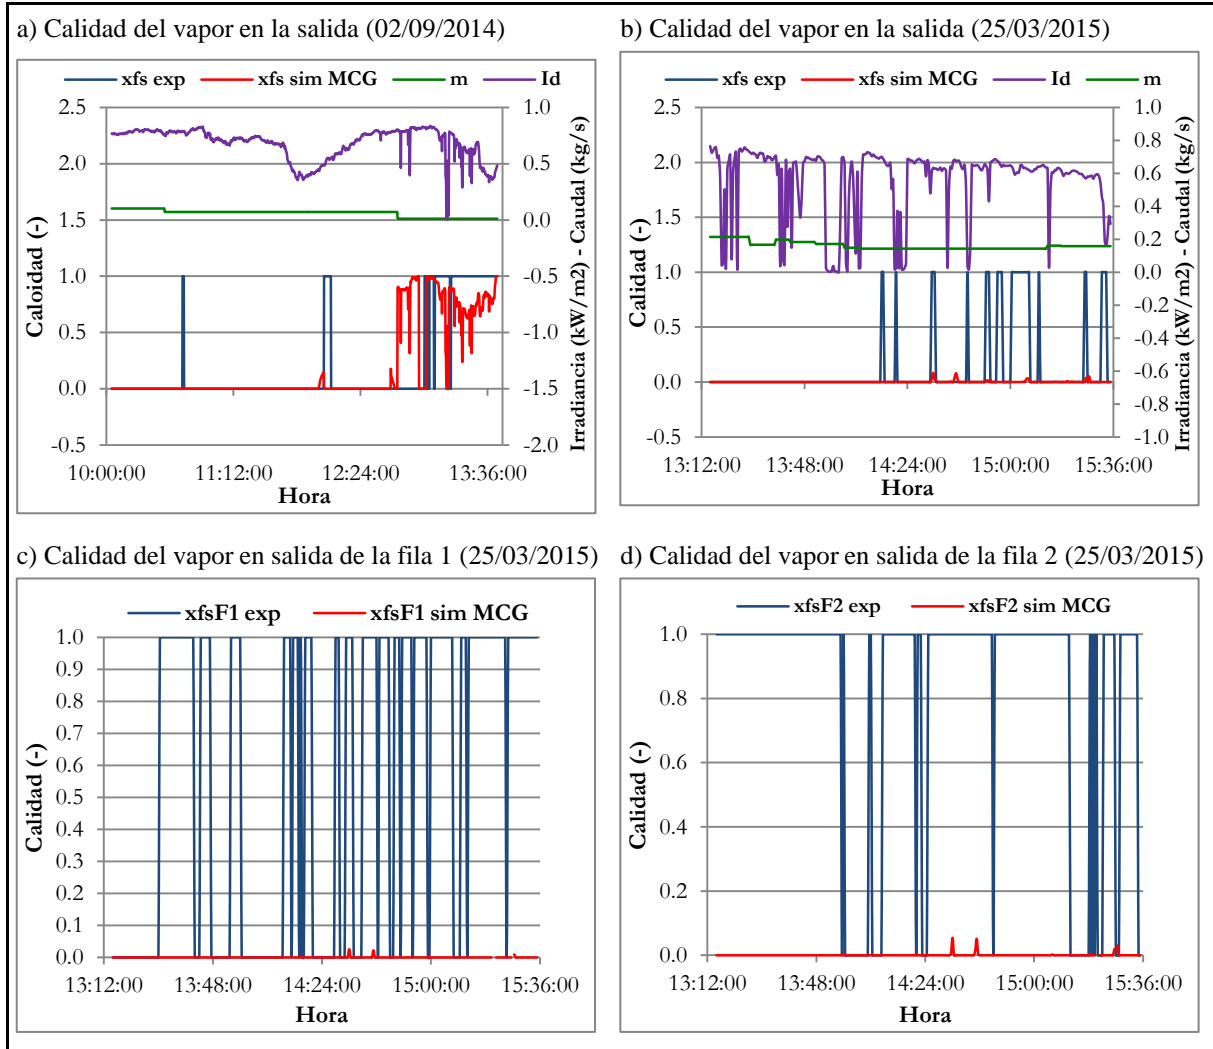 a) Calidad del vapor en la salida (02/09/2014)
xfs exp xfs sim MCG m Id
2.5
2.0
1.5
1.0
0.5
0.0
-0.5
1.0
0.5
0.0
-0.5
-1.0
-1.5
-2.0
Caloidad (-)
Irradiancia (kW/m2) - Caudal (kg/s)
10:00:00 11:12:00 12:24:00 13:36:00
Hora
b) Calidad del vapor en la salida (25/03/2015)
xfs exp xfs sim MCG m Id
2.5
2.0
1.5
1.0
0.5
0.0
-0.5
1.0
0.8
0.6
0.4
0.2
0.0
-0.2
-0.4
-0.6
-0.8
-1.0
Calidad (-)
Irradiancia (kW/m2) - Caudal (kg/s)
13:12:00 13:48:00 14:24:00 15:00:00 15:36:00
Hora
c) Calidad del vapor en salida de la fila 1 (25/03/2015)
xfsF1 exp xfsF1 sim MCG
1.0
0.9
0.8
0.7
0.6
0.5
0.4
0.3
0.2
0.1
0.0
Calidad (-)
13:12:00 13:48:00 14:24:00 15:00:00 15:36:00
Hora
d) Calidad del vapor en salida de la fila 2 (25/03/2015)
xfsF2 exp xfsF2 sim MCG
1.0
0.8
0.6
0.4
0.2
0.0
Calidad (-)
13:12:00 13:48:00 14:24:00 15:00:00 15:36:00
Hora